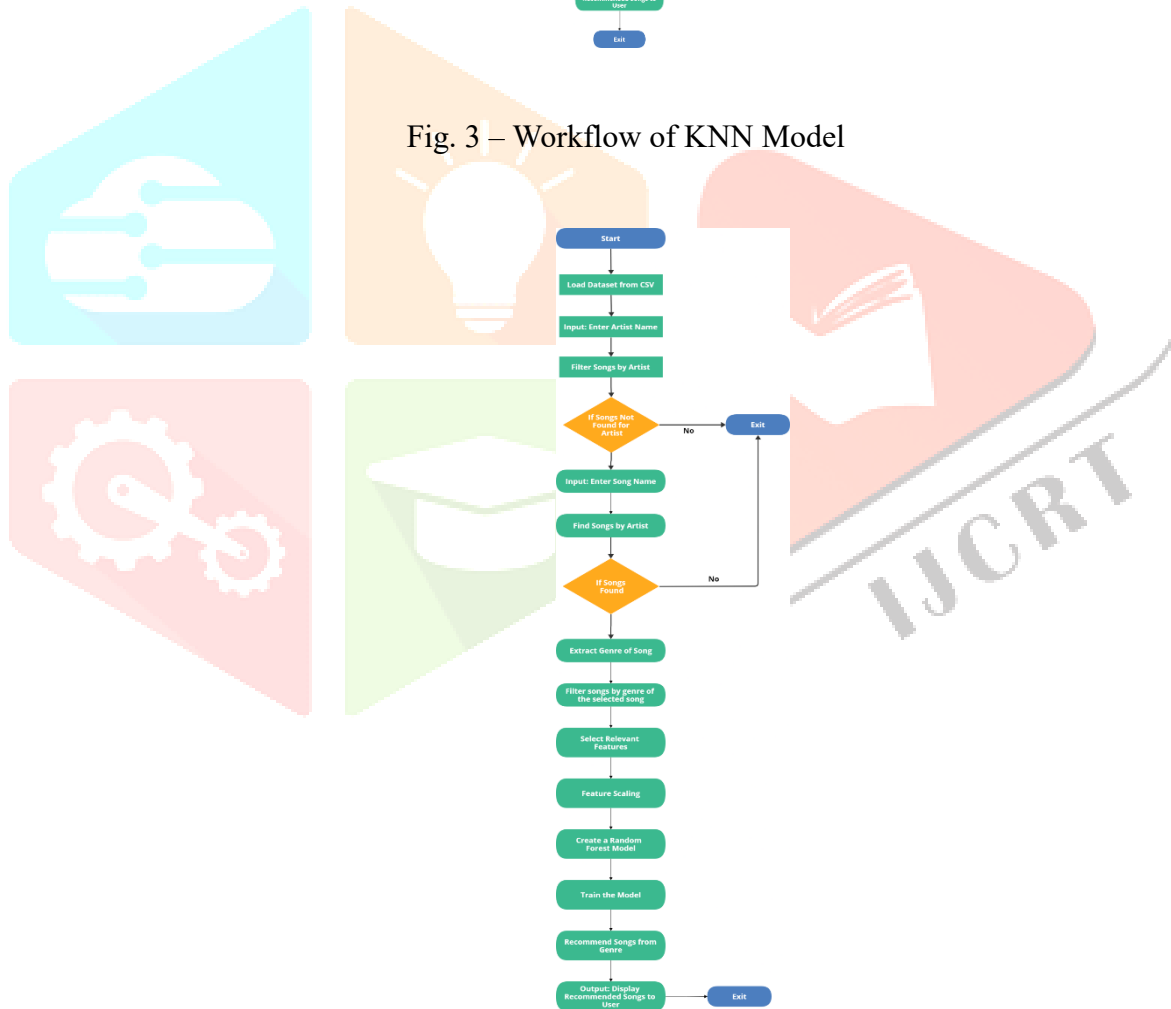 Recommended Songs to
User
Exit
Fig. 3 – Workflow of KNN Model
Start
Load Dataset from CSV
Input: Enter Artist Name
Filter Songs by Artist
If Songs Not
Found for
Artist
No
Exit
Input: Enter Song Name
Find Songs by Artist
If Songs
Found
No
Extract Genre of Song
Filter songs by genre of
the selected song
Select Relevant
Features
Feature Scaling
Create a Random
Forest Model
Train the Model
Recommend Songs from
Genre
Output: Display
Recommended Songs to
User
Exit
IJCRT